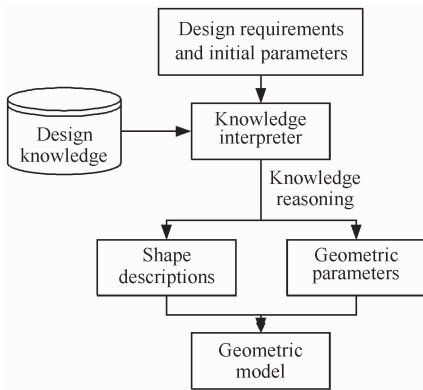 Design requirements
and initial parameters
Design
knowledge
Knowledge
interpreter
Knowledge
reasoning
Shape
descriptions
Geometric
parameters
Geometric
model